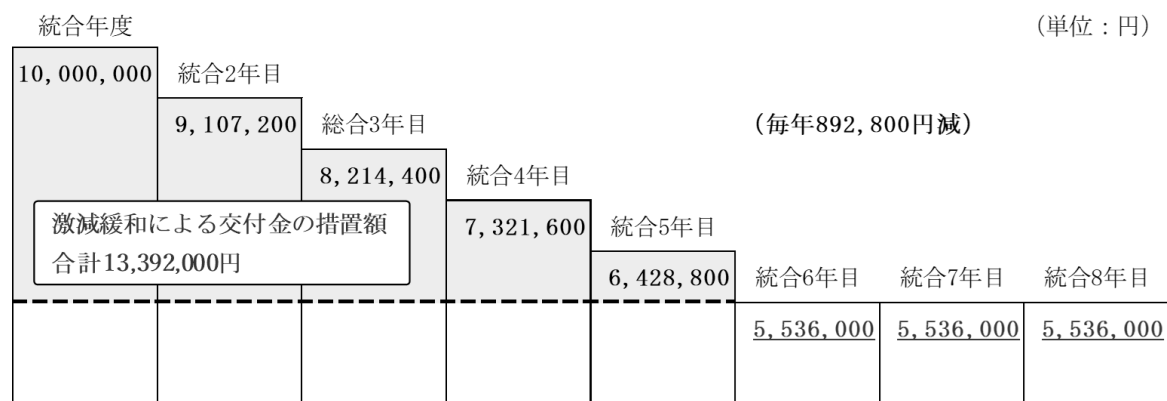 統合年度
(単位：円)
10,000,000
統合2年目
9,107,200
総合3年目
(毎年892,800円減)
8,214,400
統合4年目
激減緩和による交付金の措置額
合計13,392,000円
7,321,600
統合5年目
6,428,800
統合6年目
統合7年目
統合8年目
5,536,000
5,536,000
5,536,000